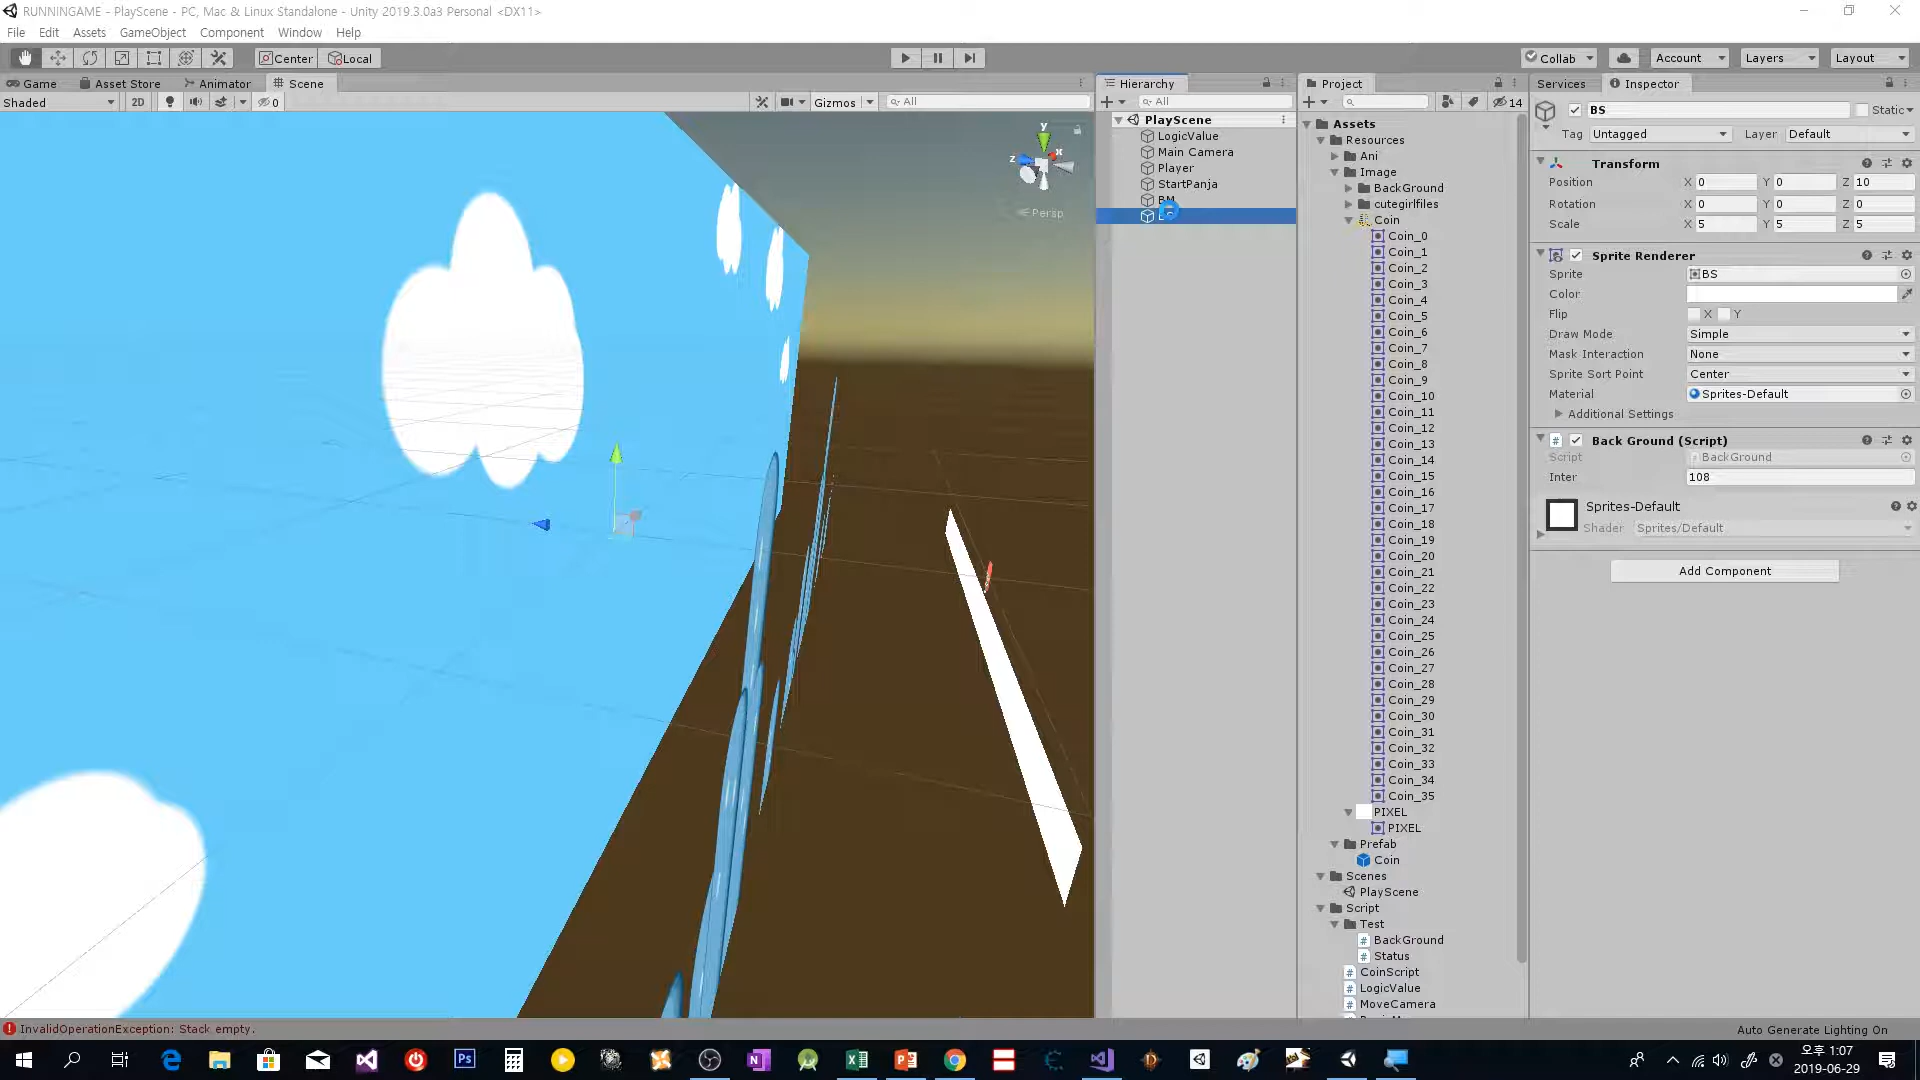 RUNNINGAME - PlayScene - PC, Mac & Linux Standalone - Unity 2019.3.0a3 Personal <DX11>
File Edit Assets GameObject Component Window Help
Center Local Collab Account Layers Layout
Game Asset Store Animator Scene Hierarchy Project Services Inspector
Shaded 2D 0 Gizmos All All 14
BS Static
Tag Untagged Layer Default
PlayScene
LogicValue
Main Camera
Player
StartPanja
BM
y
x
z
Persp
Assets
Resources
Ani
Image
BackGround
cutegirlfiles
Coin
Coin_0
Coin_1
Coin_2
Coin_3
Coin_4
Coin_5
Coin_6
Coin_7
Coin_8
Coin_9
Coin_10
Coin_11
Coin_12
Coin_13
Coin_14
Coin_15
Coin_16
Coin_17
Coin_18
Coin_19
Coin_20
Coin_21
Coin_22
Coin_23
Coin_24
Coin_25
Coin_26
Coin_27
Coin_28
Coin_29
Coin_30
Coin_31
Coin_32
Coin_33
Coin_34
Coin_35
PIXEL
PIXEL
Prefab
Coin
Scenes
PlayScene
Script
Test
BackGround
Status
CoinScript
LogicValue
MoveCamera
Transform
Position X 0 Y 0 Z 10
Rotation X 0 Y 0 Z 0
Scale X 5 Y 5 Z 5
Sprite Renderer
Sprite BS
Color
Flip X Y
Draw Mode Simple
Mask Interaction None
Sprite Sort Point Center
Material Sprites-Default
Additional Settings
Back Ground (Script)
Script BackGround
Inter 108
Sprites-Default
Shader Sprites/Default
Add Component
InvalidOperationException: Stack empty.
Auto Generate Lighting On
오후 1:07
2019-06-29